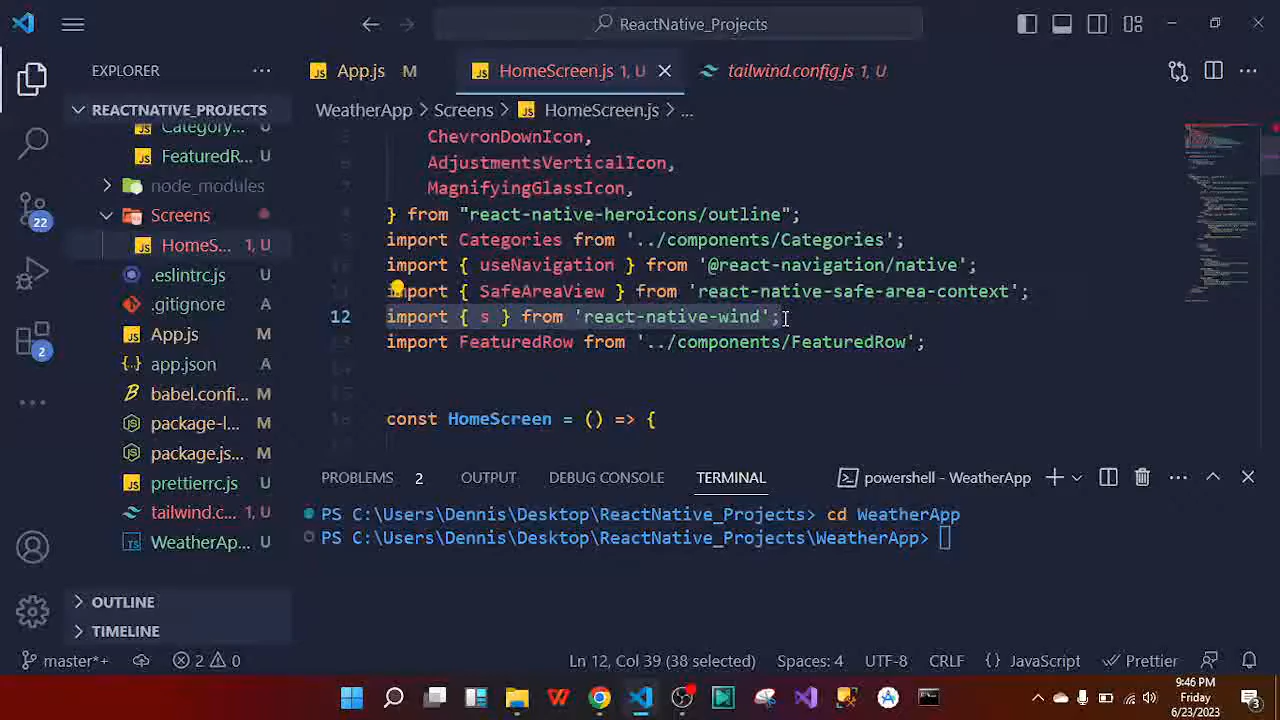 ReactNative_Projects
EXPLORER
REACTNATIVE_PROJECTS
Category... U
FeaturedR... U
node_modules
Screens
HomeS... 1, U
.eslintrc.js U
.gitignore A
App.js M
app.json A
babel.confi... M
package-l... M
package.js... M
prettierrc.js U
tailwind.c... 1, U
WeatherAp... U
OUTLINE
TIMELINE
App.js M
HomeScreen.js 1, U
tailwind.config.js 1, U
WeatherApp > Screens > HomeScreen.js > ...
ChevronDownIcon,
AdjustmentsVerticalIcon,
7 MagnifyingGlassIcon,
} from "react-native-heroicons/outline";
import Categories from '../components/Categories';
import { useNavigation } from '@react-navigation/native';
import { SafeAreaView } from 'react-native-safe-area-context';
12 import { s } from 'react-native-wind';
import FeaturedRow from '../components/FeaturedRow';
const HomeScreen = () => {
PROBLEMS 2 OUTPUT DEBUG CONSOLE TERMINAL powershell - WeatherApp
PS C:\Users\Dennis\Desktop\ReactNative_Projects> cd WeatherApp
PS C:\Users\Dennis\Desktop\ReactNative_Projects\WeatherApp>
22
2
master*+ 2 0 Ln 12, Col 39 (38 selected) Spaces: 4 UTF-8 CRLF {} JavaScript Prettier
9:46 PM
Friday
6/23/2023
3